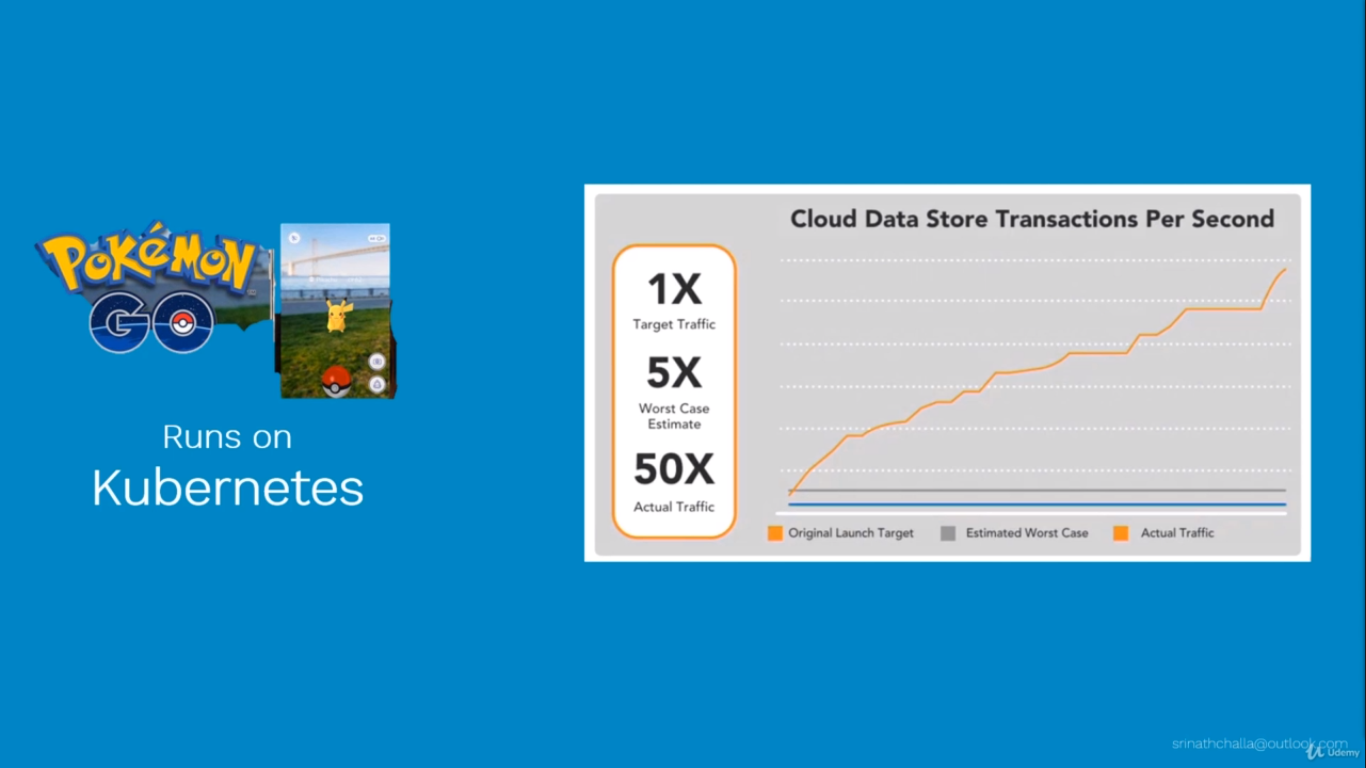 POKéMON
GO
Runs on
Kubernetes
Cloud Data Store Transactions Per Second
1X
Target Traffic
5X
Worst Case
Estimate
50X
Actual Traffic
Original Launch Target
Estimated Worst Case
Actual Traffic
srinathchalla@outlook.com
Udemy